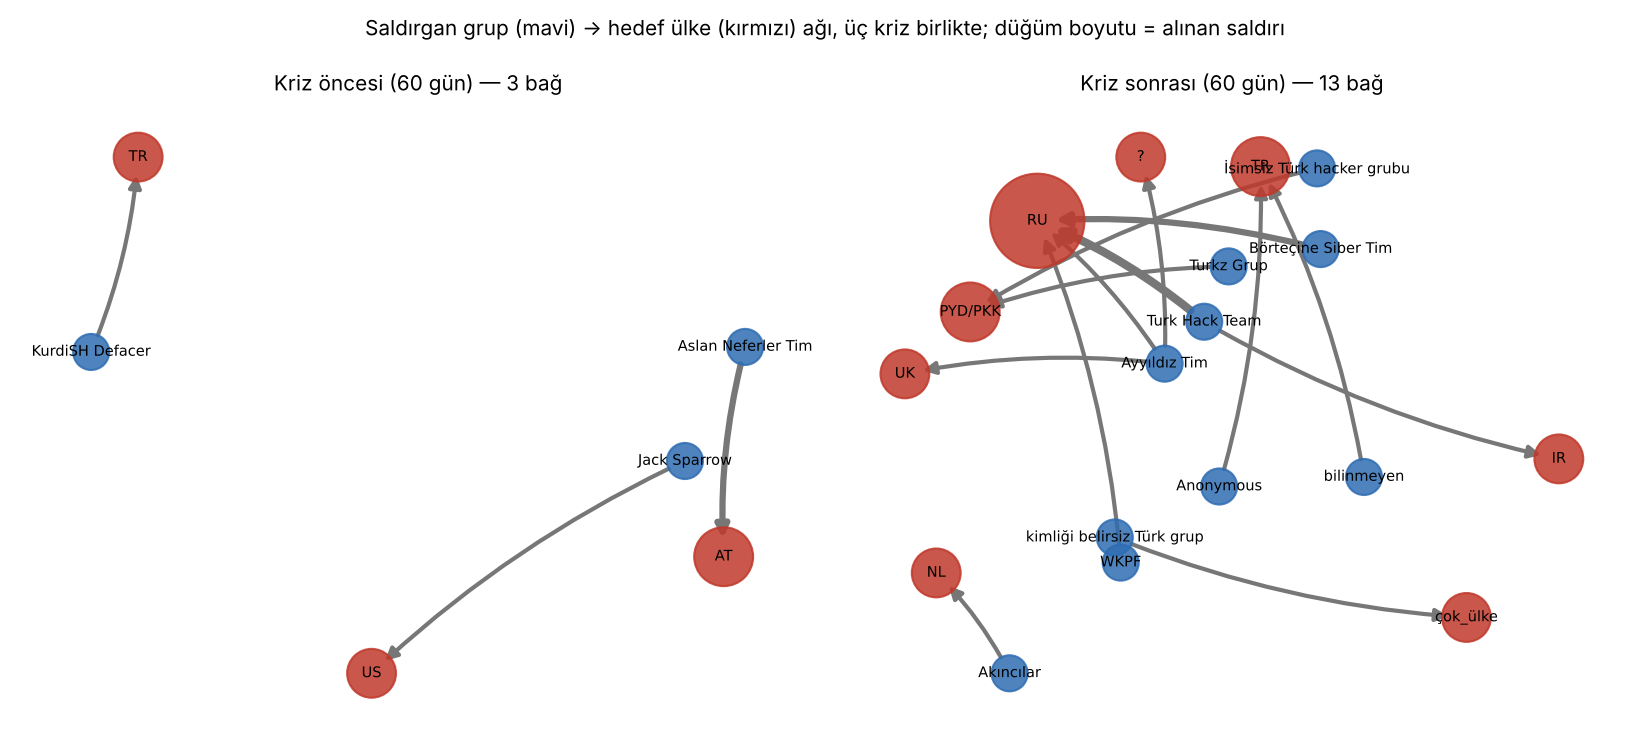 Saldırgan grup (mavi) → hedef ülke (kırmızı) ağı, üç kriz birlikte; düğüm boyutu = alınan saldırı
Kriz öncesi (60 gün) — 3 bağ
TR
KurdiSH Defacer
Aslan Neferler Tim
Jack Sparrow
AT
US
Kriz sonrası (60 gün) — 13 bağ
?
TR
İsimsiz Türk hacker grubu
RU
Börteçine Siber Tim
Turkz Grup
PYD/PKK
Turk Hack Team
Ayyıldız Tim
UK
IR
bilinmeyen
Anonymous
kimliği belirsiz Türk grup
WKPF
NL
çok_ülke
Akıncılar